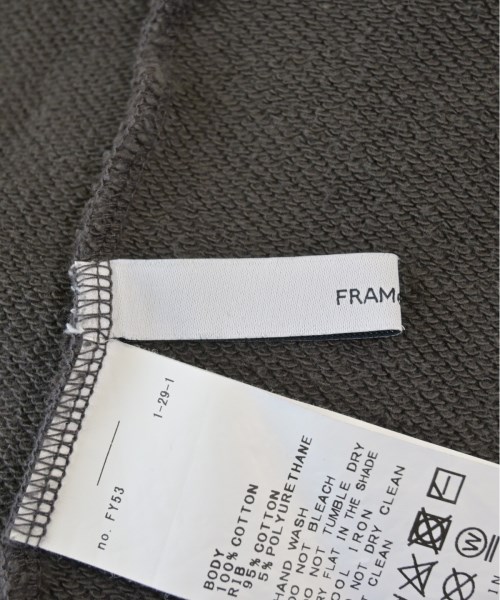 FRAM
1-29-1
no. FY53
BODY
100% COTTON
RIB
95% COTTON
5% POLYURETHANE
HAND WASH
DO NOT BLEACH
DO NOT TUMBLE DRY
DRY FLAT IN THE SHADE
COOL IRON
DO NOT DRY CLEAN
WET CLEAN
W